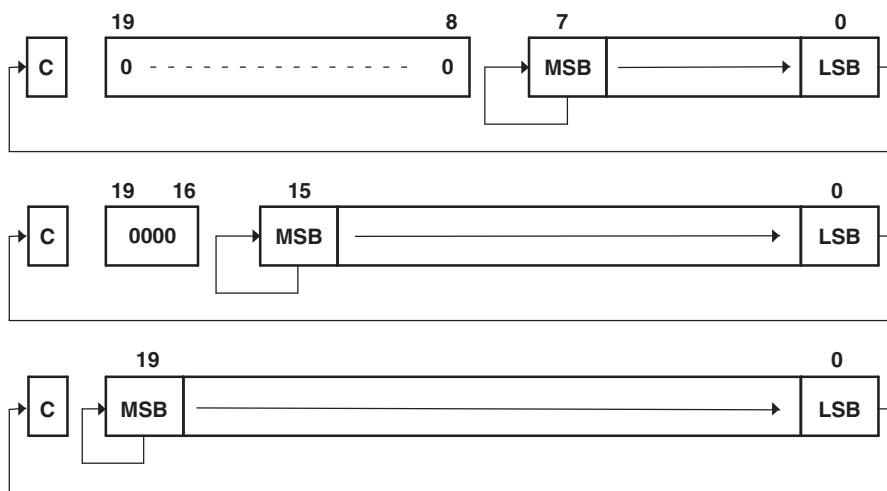 19 8 7 0
C 0 0 MSB LSB
19 16 15 0
C 0000 MSB LSB
19 0
C MSB LSB